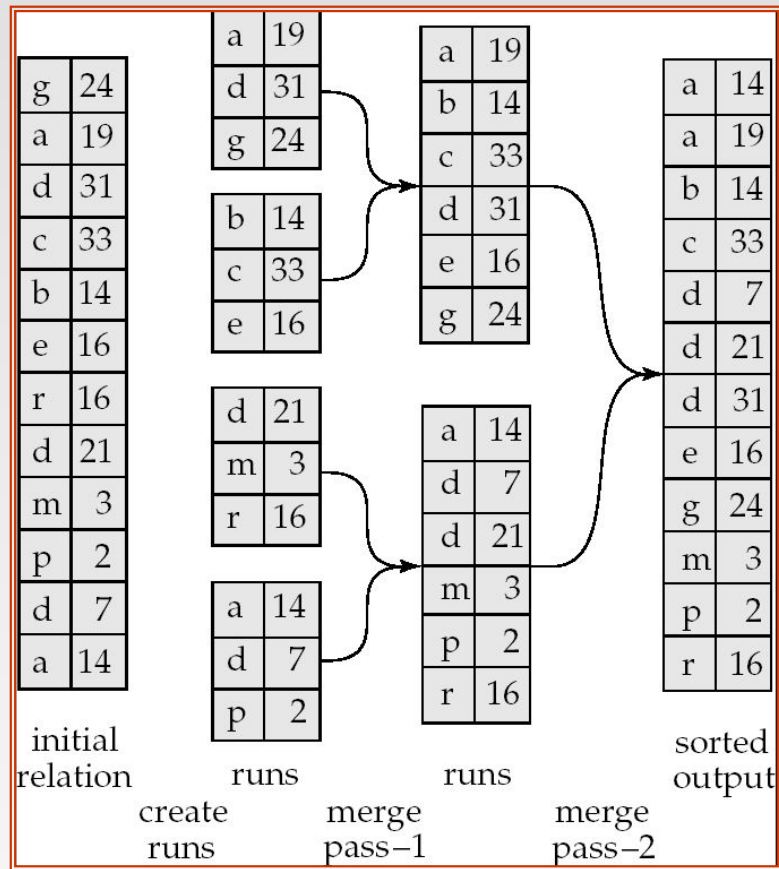 g 24
a 19
d 31
c 33
b 14
e 16
r 16
d 21
m 3
p 2
d 7
a 14
initial
relation
a 19
d 31
g 24
b 14
c 33
e 16
d 21
m 3
r 16
a 14
d 7
p 2
runs
a 19
b 14
c 33
d 31
e 16
g 24
a 14
d 7
d 21
m 3
p 2
r 16
runs
a 14
a 19
b 14
c 33
d 7
d 21
d 31
e 16
g 24
m 3
p 2
r 16
sorted
output
create
runs
merge
pass–1
merge
pass–2